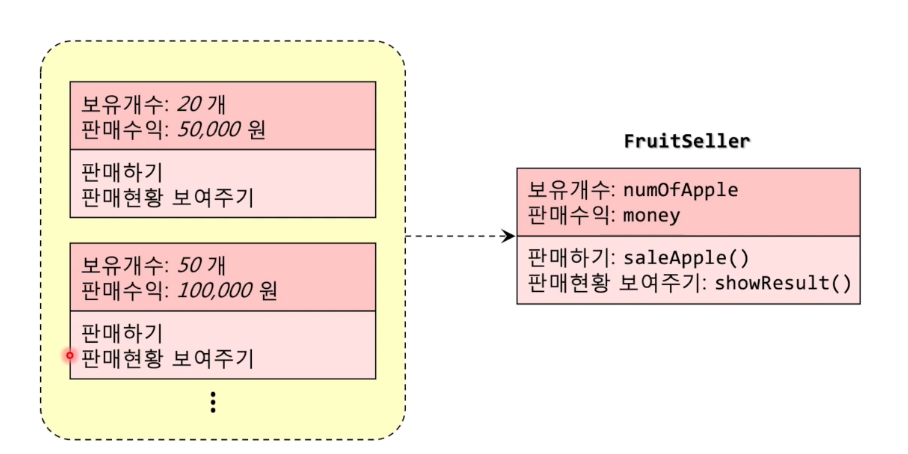 보유개수: 20 개
판매수익: 50,000 원
판매하기
판매현황 보여주기
보유개수: 50 개
판매수익: 100,000 원
판매하기
판매현황 보여주기
FruitSeller
보유개수: numOfApple
판매수익: money
판매하기: saleApple()
판매현황 보여주기: showResult()